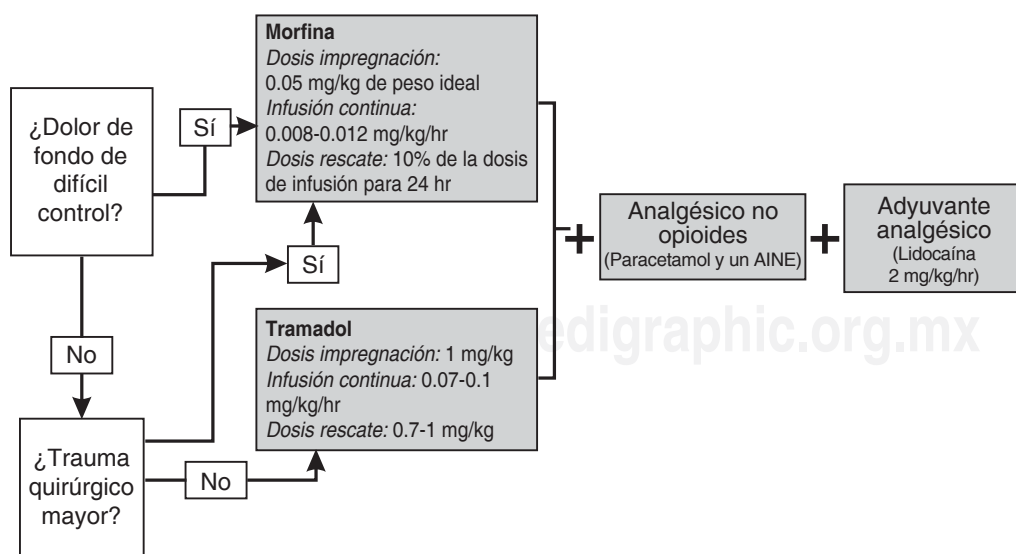 ¿Dolor de
fondo de
difícil
control?
Sí
No
¿Trauma
quirúrgico
mayor?
Sí
No
Morfina
Dosis impregnación:
0.05 mg/kg de peso ideal
Infusión continua:
0.008-0.012 mg/kg/hr
Dosis rescate: 10% de la dosis
de infusión para 24 hr
Tramadol
Dosis impregnación: 1 mg/kg
Infusión continua: 0.07-0.1
mg/kg/hr
Dosis rescate: 0.7-1 mg/kg
+
Analgésico no
opioides
(Paracetamol y un AINE)
+
Adyuvante
analgésico
(Lidocaína
2 mg/kg/hr)
edigraphic.org.mx